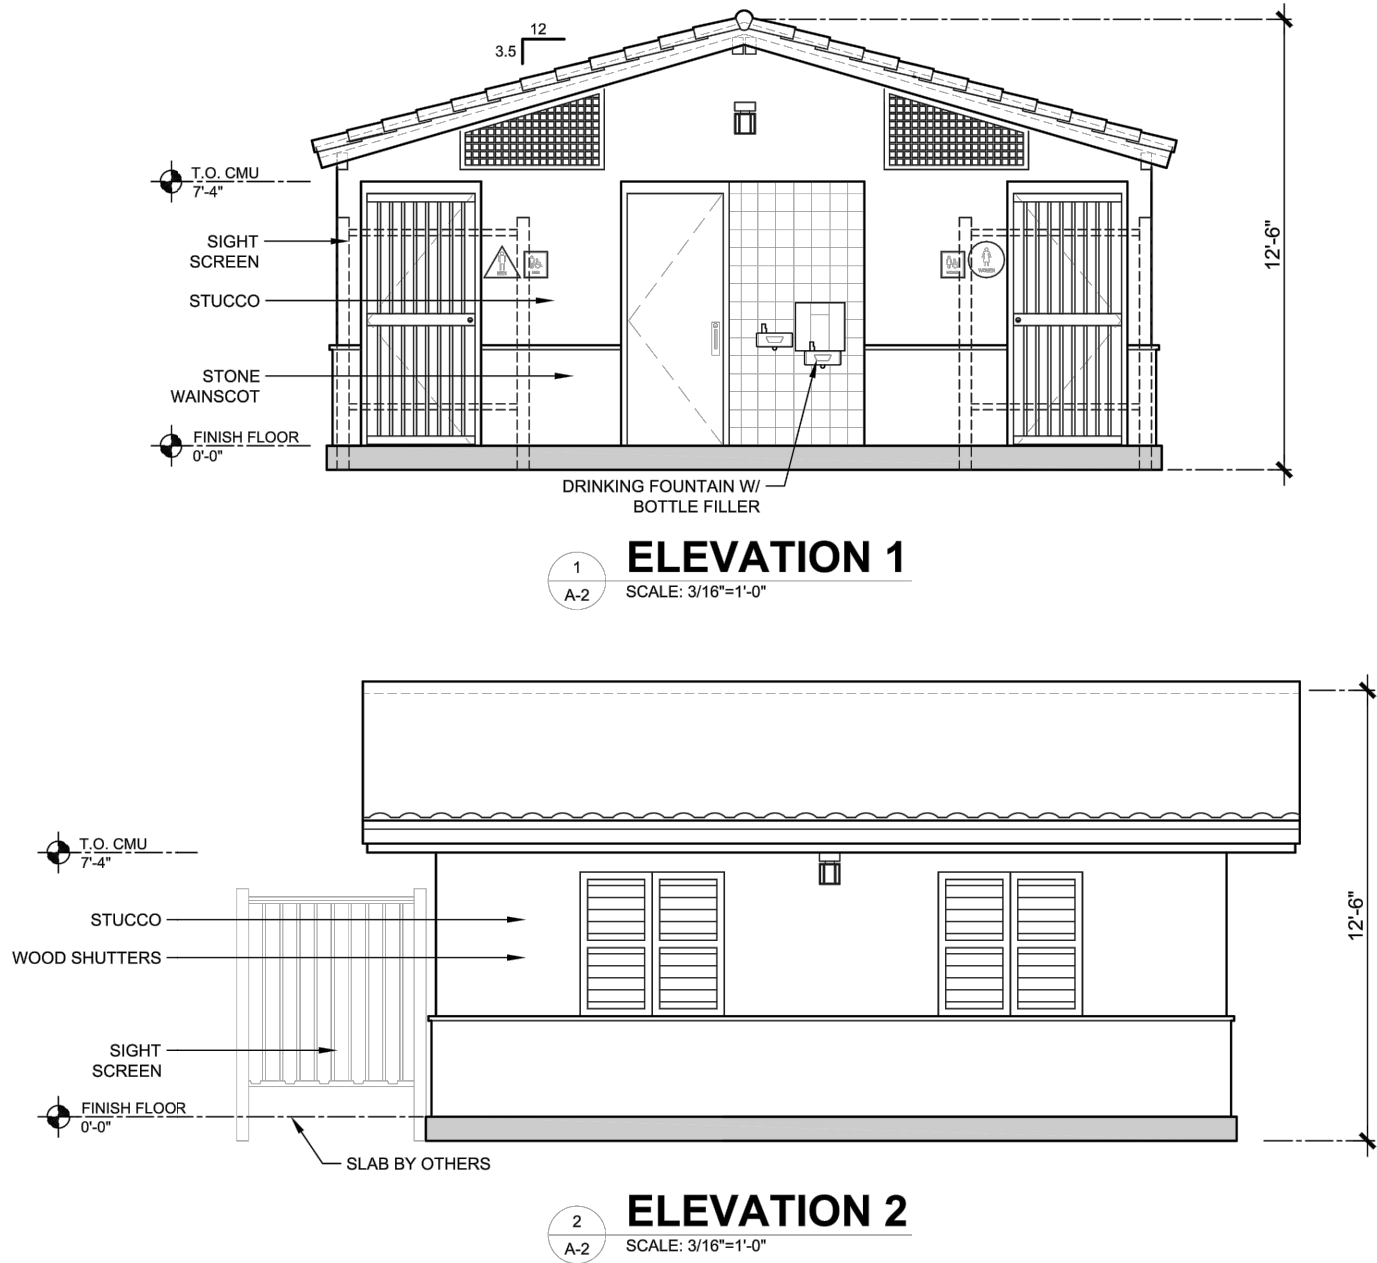 12
3.5
T.O. CMU
7'-4"
SIGHT
SCREEN
STUCCO
STONE
WAINSCOT
FINISH FLOOR
0'-0"
12'-6"
DRINKING FOUNTAIN W/
BOTTLE FILLER
1
A-2
ELEVATION 1
SCALE: 3/16"=1'-0"
T.O. CMU
7'-4"
STUCCO
WOOD SHUTTERS
SIGHT
SCREEN
FINISH FLOOR
0'-0"
SLAB BY OTHERS
12'-6"
2
A-2
ELEVATION 2
SCALE: 3/16"=1'-0"